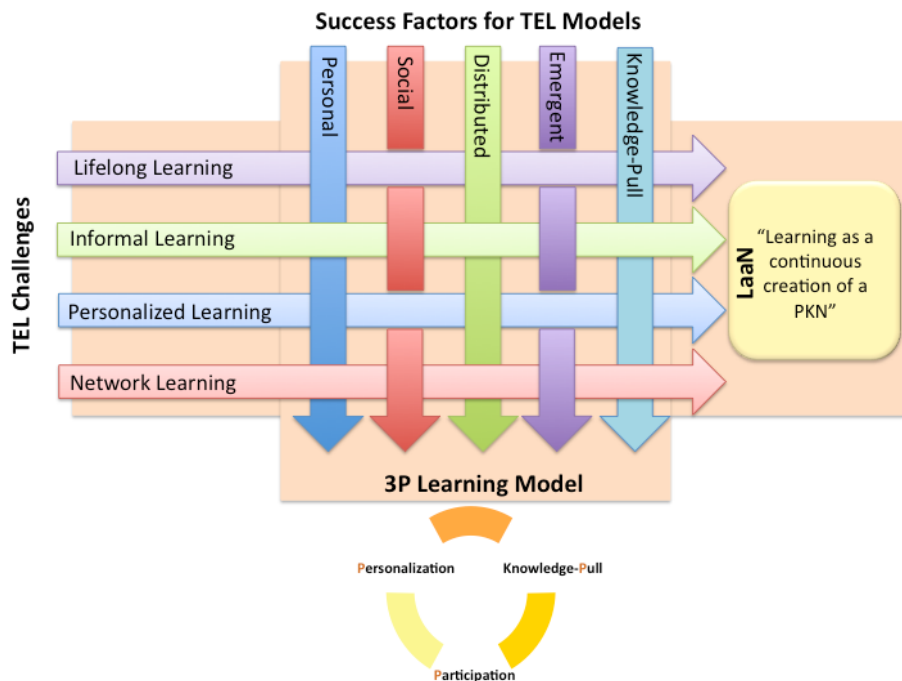 Success Factors for TEL Models
Personal
Social
Distributed
Emergent
Knowledge-Pull
TEL Challenges
Lifelong Learning
Informal Learning
Personalized Learning
Network Learning
LaaN
“Learning as a
continuous
creation of a
PKN”
3P Learning Model
Personalization
Knowledge-Pull
Participation